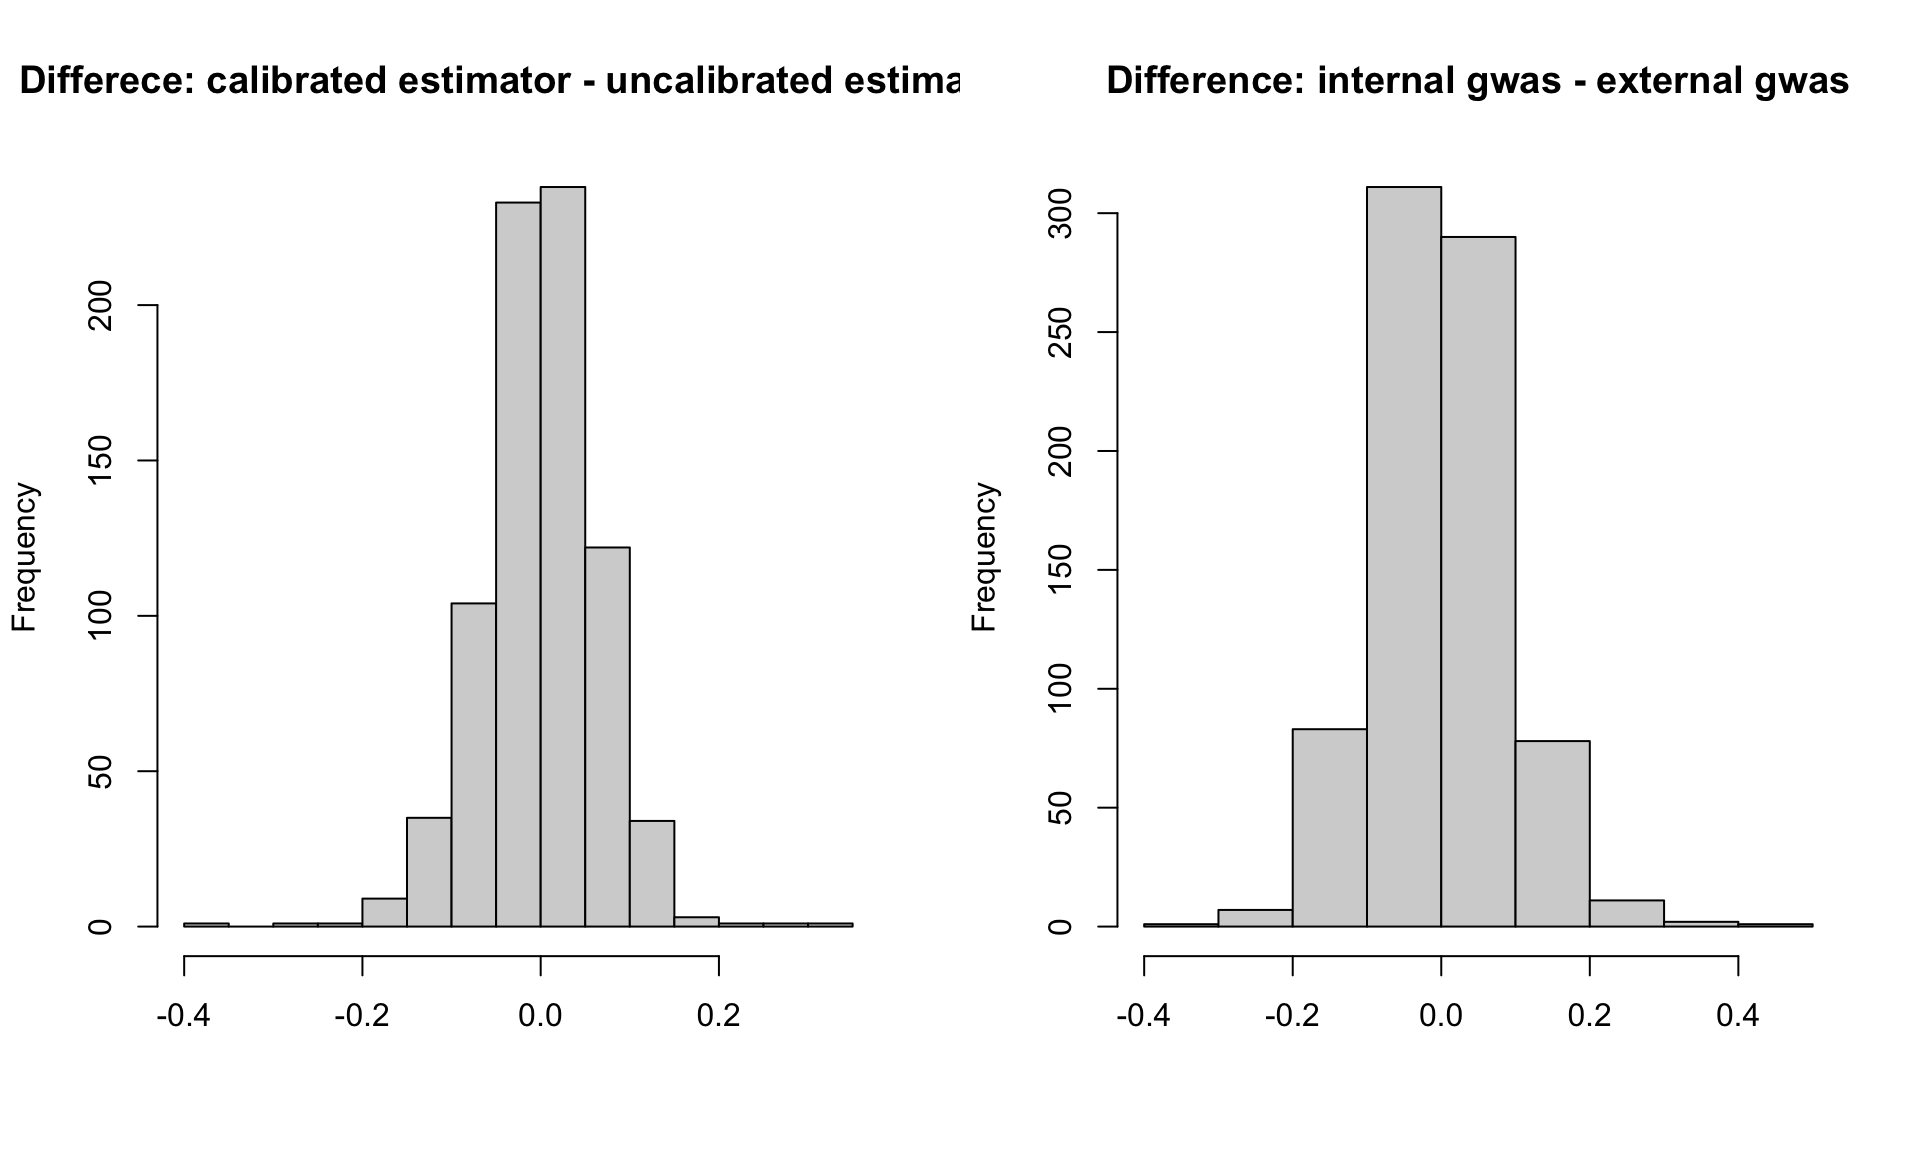 Differece: calibrated estimator - uncalibrated estima
Frequency
200
150
100
50
0
-0.4 -0.2 0.0 0.2
Difference: internal gwas - external gwas
Frequency
300
250
200
150
100
50
0
-0.4 -0.2 0.0 0.2 0.4